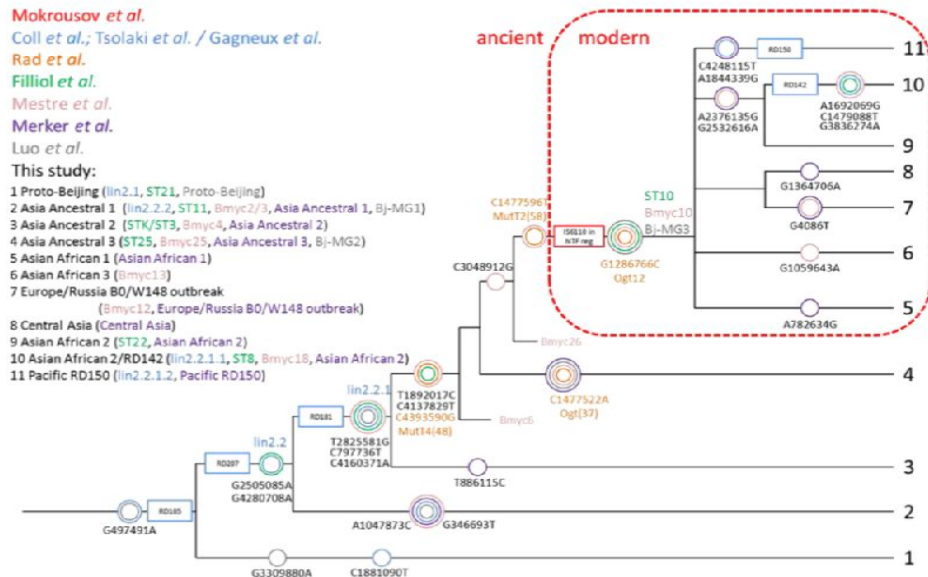 Mokrousov et al.
Coll et al.; Tsolaki et al. / Gagneux et al.
Rad et al.
Filliol et al.
Mestre et al.
Merker et al.
Luo et al.
This study:
1 Proto-Beijing (lin2.1, ST21, Proto-Beijing)
2 Asia Ancestral 1 (lin2.2.2, ST11, Bmyc2/3, Asia Ancestral 1, Bj-MG1)
3 Asia Ancestral 2 (STK/ST3, Bmyc4, Asia Ancestral 2)
4 Asia Ancestral 3 (ST25, Bmyc25, Asia Ancestral 3, Bj-MG2)
5 Asian African 1 (Asian African 1)
6 Asian African 3 (Bmyc13)
7 Europe/Russia B0/W148 outbreak
(Bmyc12, Europe/Russia B0/W148 outbreak)
8 Central Asia (Central Asia)
9 Asian African 2 (ST22, Asian African 2)
10 Asian African 2/RD142 (lin2.2.1.1, ST8, Bmyc18, Asian African 2)
11 Pacific RD150 (lin2.2.1.2, Pacific RD150)
ancient
modern
RD150
11
C4248115T
A1844339G
RD142
10
A2376135G
G2532616A
A1692069G
C1479088T
G3836274A
9
8
G1364706A
7
G4086T
ST10
Bmyc10
Bj-MG3
C1477596T
MutT2(58)
IS6110 in
NTF reg
G1286766C
Ogt12
6
G1059643A
5
A782634G
C3048912G
Bmyc26
4
C1477522A
Ogt(37)
T1892017C
C4137829T
C4393590G
MutT4(48)
Bmyc6
lin2.2.1
RD181
T2825581G
C797736T
C4160371A
3
T886115C
lin2.2
RD207
G2505085A
G4280708A
2
A1047873C
G346693T
RD105
G497491A
1
G3309880A
C1881090T